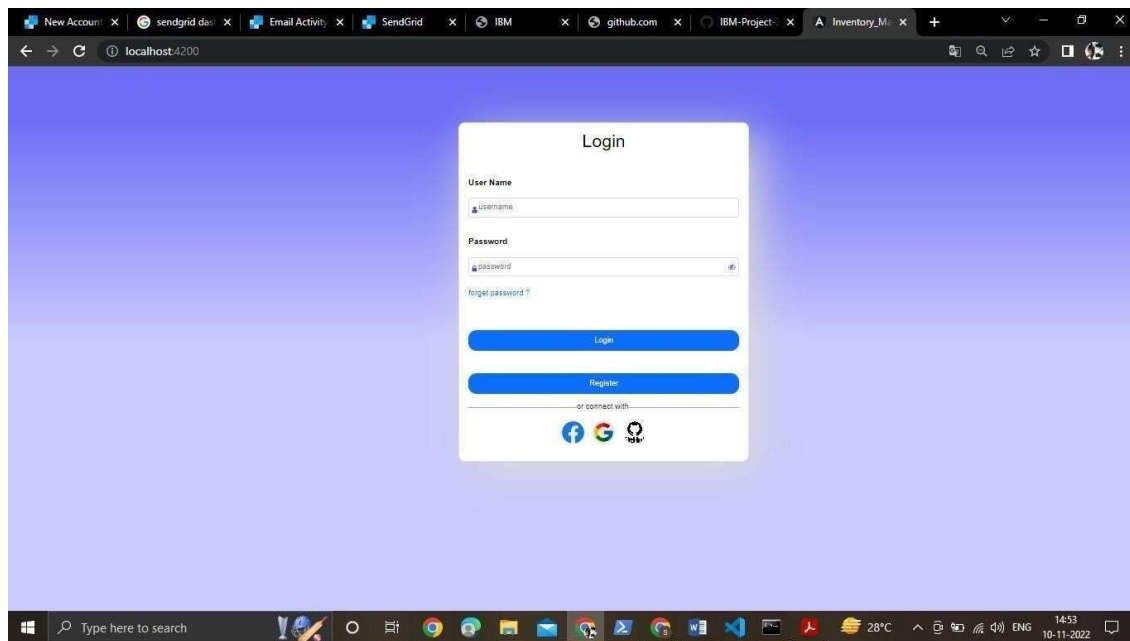 New Account
sendgrid das
Email Activity
SendGrid
IBM
github.com
IBM-Project-
Inventory_Ma
localhost:4200
Login
User Name
username
Password
password
forget password ?
Login
Register
or connect with
Type here to search
28°C
ENG
14:53
10-11-2022